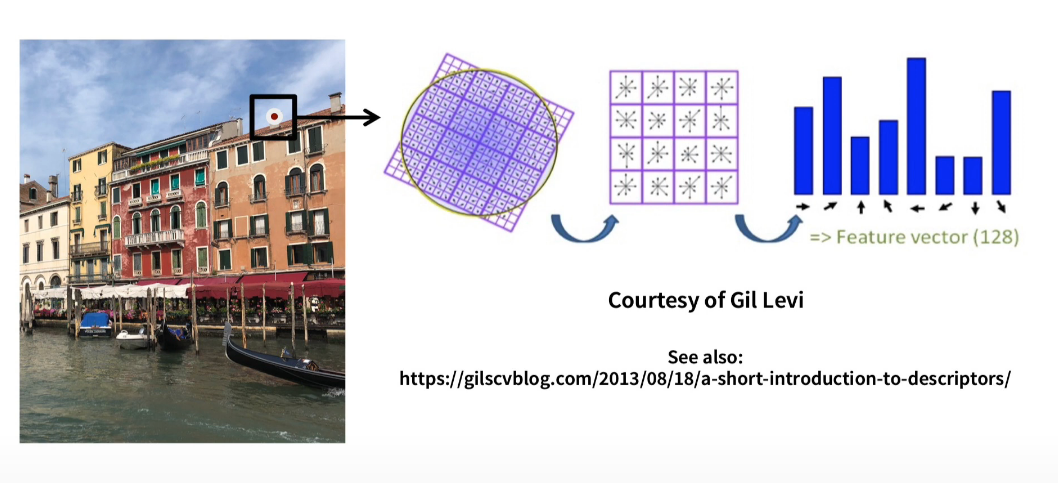 => Feature vector (128)
Courtesy of Gil Levi
See also:
https://gilscvblog.com/2013/08/18/a-short-introduction-to-descriptors/